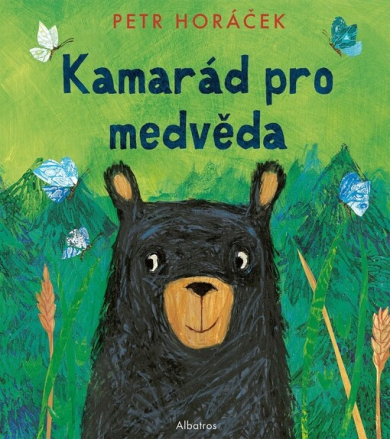 PETR HORÁČEK
Kamarád pro
medvěda
Albatros